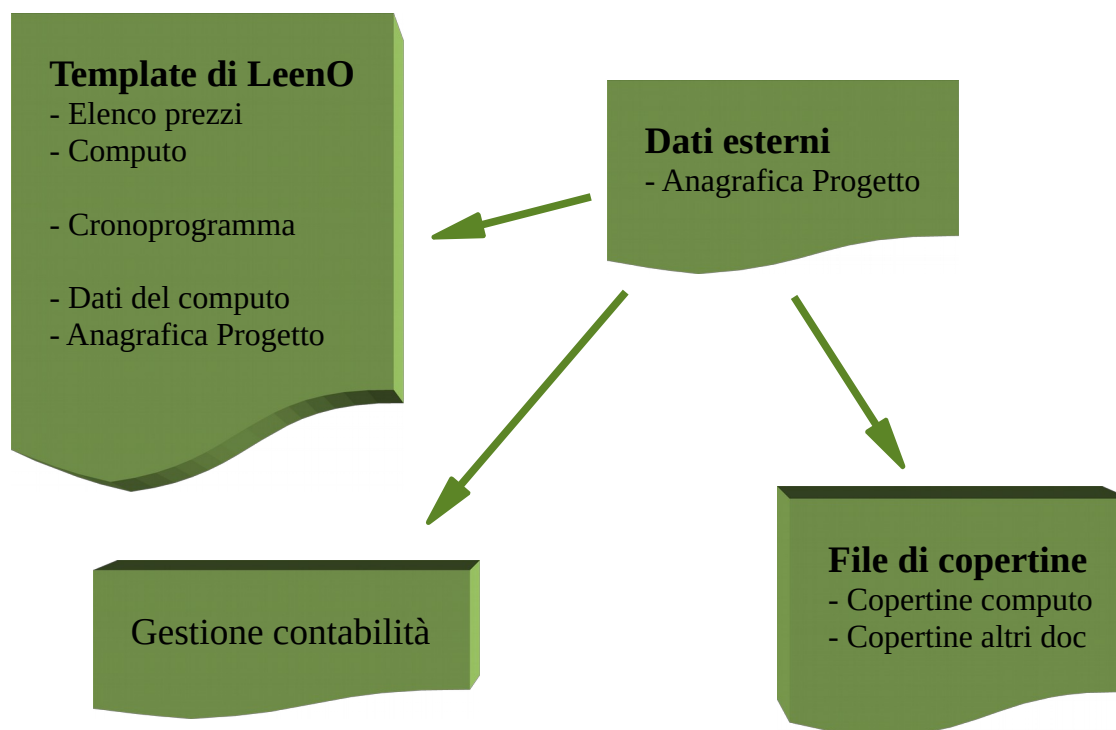 Template di LeenO
- Elenco prezzi
- Computo
- Cronoprogramma
- Dati del computo
- Anagrafica Progetto
Dati esterni
- Anagrafica Progetto
Gestione contabilità
File di copertine
- Copertine computo
- Copertine altri doc